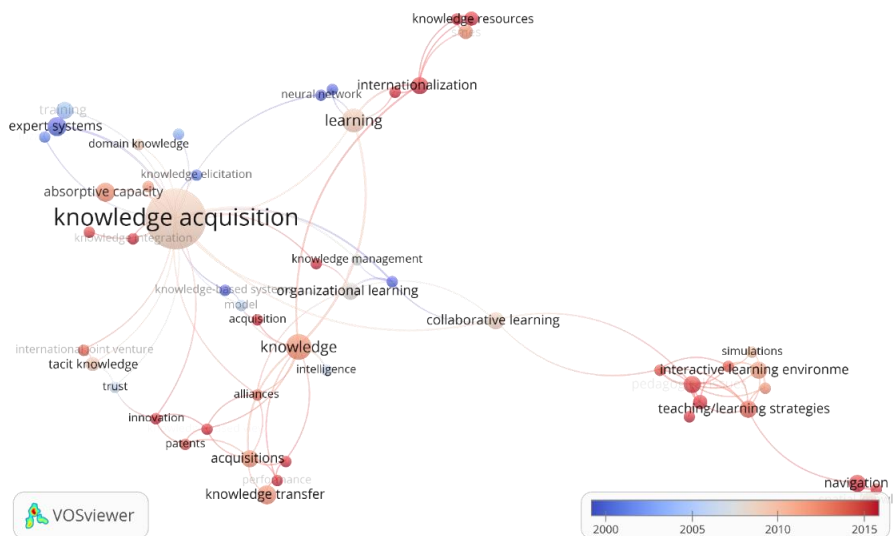 knowledge resources
SMEs
internationalization
neural network
learning
training
expert systems
domain knowledge
knowledge elicitation
absorptive capacity
knowledge acquisition
knowledge integration
knowledge management
knowledge-based systems
organizational learning
model
acquisition
collaborative learning
knowledge
international joint venture
tacit knowledge
intelligence
trust
alliances
innovation
patents
acquisitions
performance
knowledge transfer
simulations
interactive learning environme
teaching/learning strategies
navigation
VOSviewer
2000 2005 2010 2015